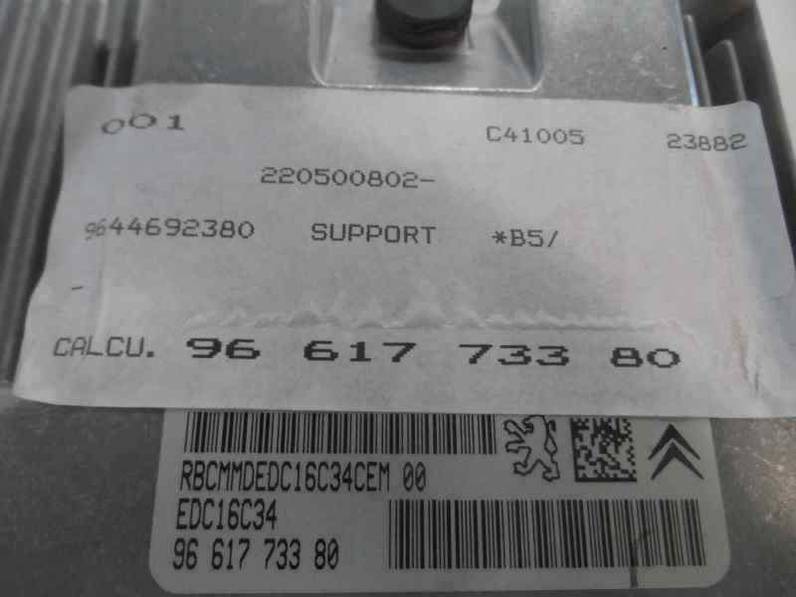 001 C41005 23882
220500802-
9644692380 SUPPORT *B5/
CALCU. 96 617 733 80
RBCMMDEDC16C34CEM 00
EDC16C34
96 617 733 80